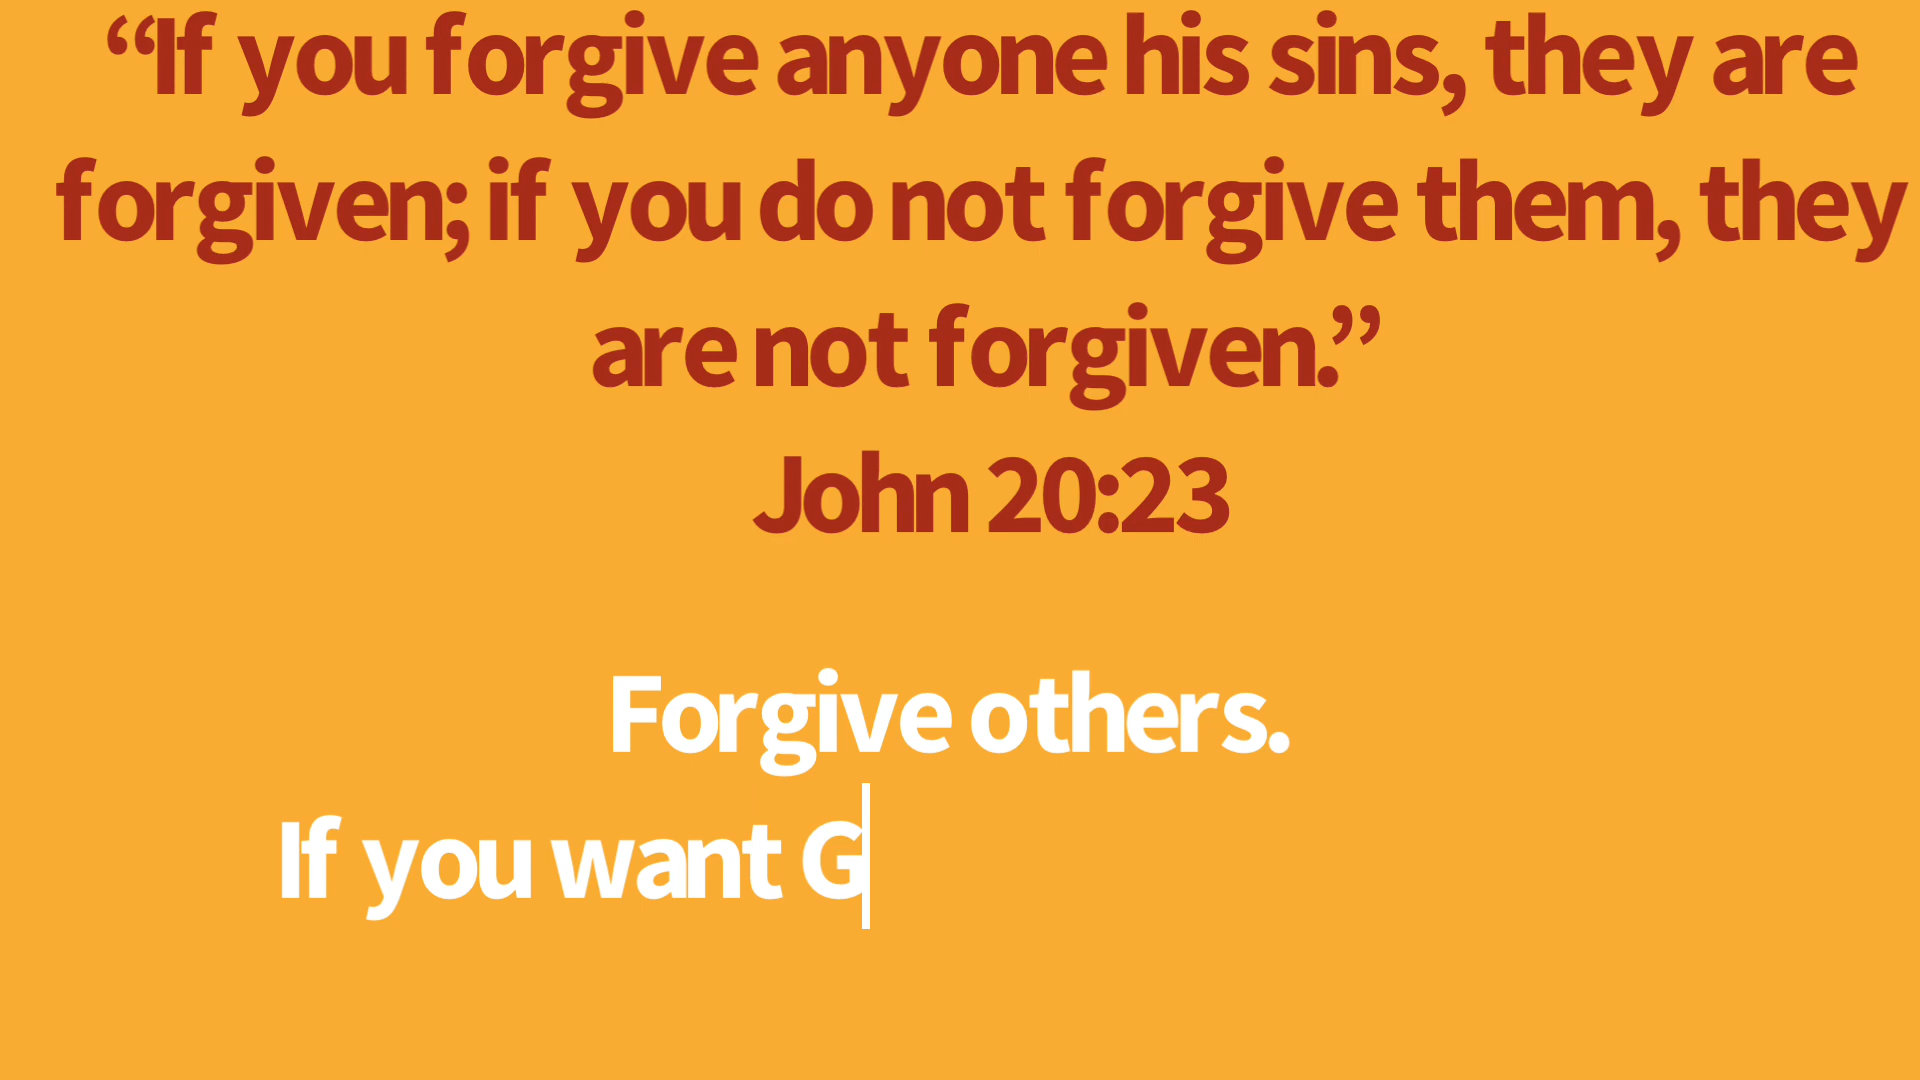 “If you forgive anyone his sins, they are
forgiven; if you do not forgive them, they
are not forgiven.”
John 20:23
Forgive others.
If you want G